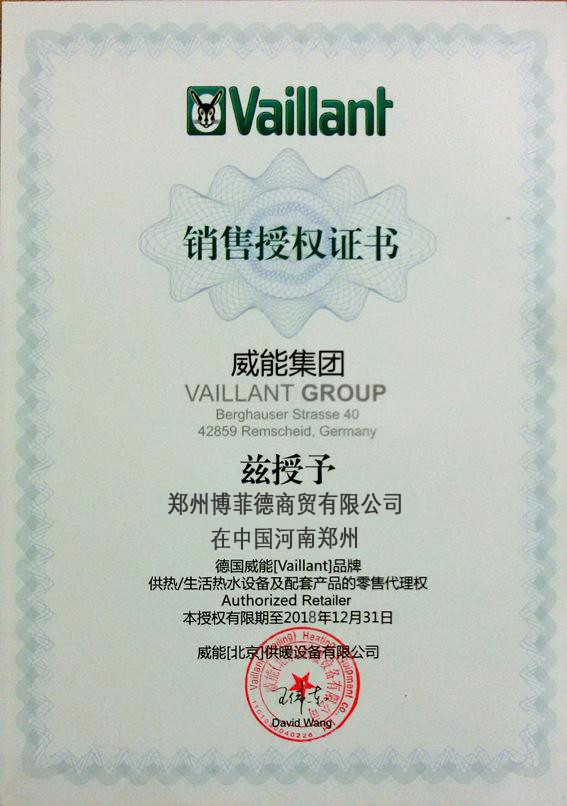 Vaillant
销售授权证书
威能集团
VAILLANT GROUP
Berghauser Strasse 40
42859 Remscheid, Germany
兹授予
郑州博菲德商贸有限公司
在中国河南郑州
德国威能[Vaillant]品牌
供热/生活热水设备及配套产品的零售代理权
Authorized Retailer
本授权有限期至2018年12月31日
威能[北京]供暖设备有限公司
David Wang